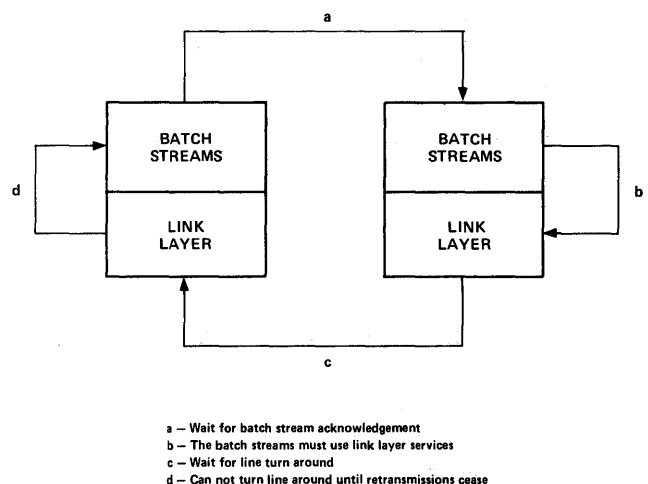 a
BATCH
STREAMS
BATCH
STREAMS
d
b
LINK
LAYER
LINK
LAYER
c
a — Wait for batch stream acknowledgement
b — The batch streams must use link layer services
c — Wait for line turn around
d — Can not turn line around until retransmissions cease